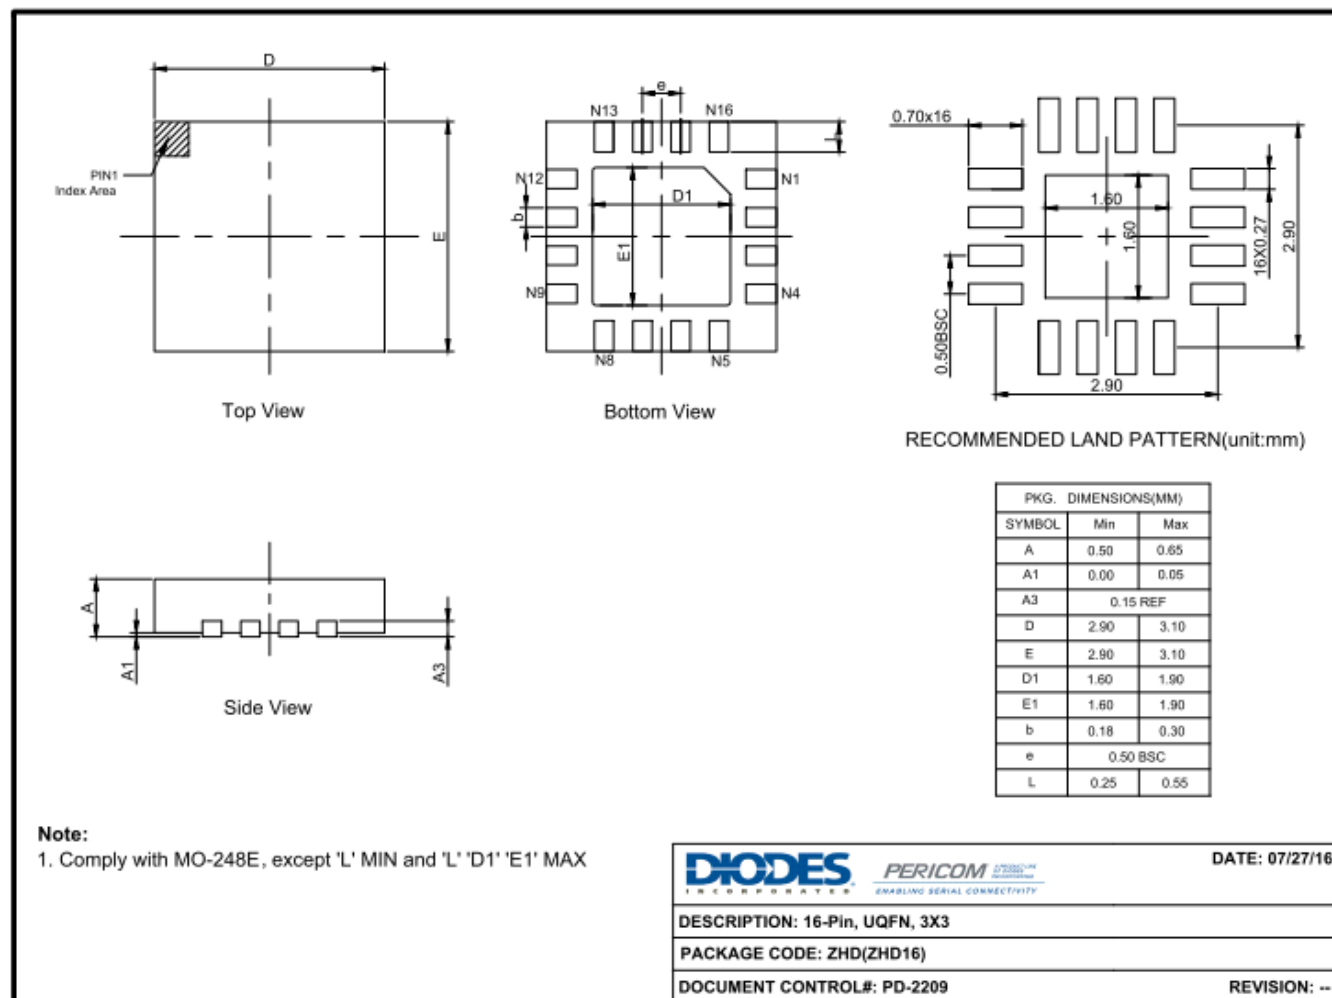 D
PIN1
Index Area
E
Top View
e
N13
N16
L
N12
N1
b
D1
E1
N9
N4
N8
N5
Bottom View
0.70x16
1.60
1.60
16X0.27
2.90
0.50BSC
2.90
RECOMMENDED LAND PATTERN(unit:mm)
A
A1
A3
Side View
PKG. DIMENSIONS(MM)
SYMBOL Min Max
A 0.50 0.65
A1 0.00 0.05
A3 0.15 REF
D 2.90 3.10
E 2.90 3.10
D1 1.60 1.90
E1 1.60 1.90
b 0.18 0.30
e 0.50 BSC
L 0.25 0.55
Note:
1. Comply with MO-248E, except 'L' MIN and 'L' 'D1' 'E1' MAX
DIODES
INCORPORATED
PERICOM
ENABLING SERIAL CONNECTIVITY
DATE: 07/27/16
DESCRIPTION: 16-Pin, UQFN, 3X3
PACKAGE CODE: ZHD(ZHD16)
DOCUMENT CONTROL#: PD-2209
REVISION: --